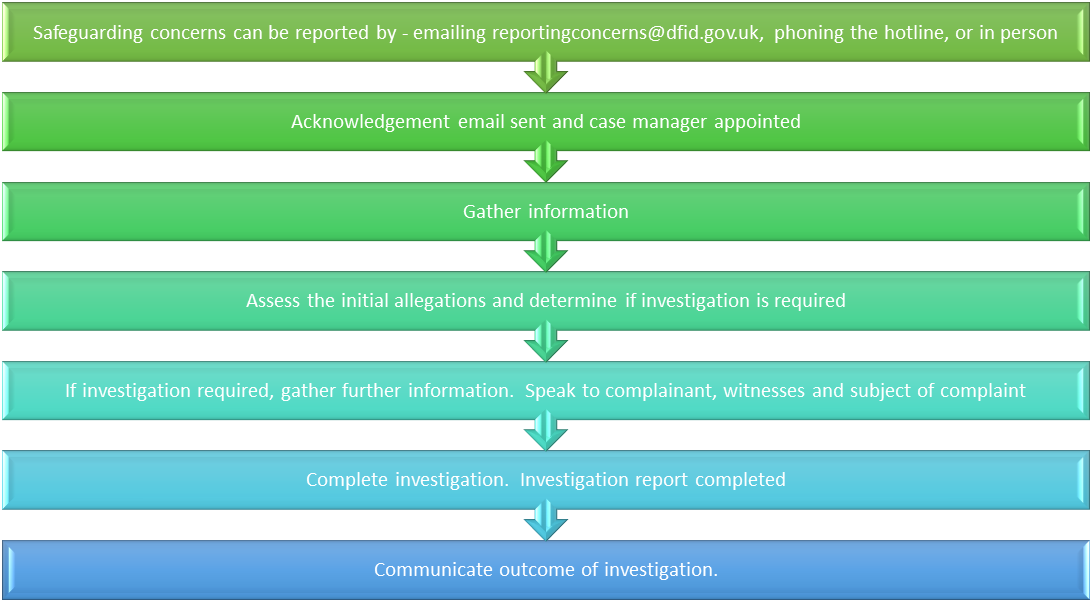 Safeguarding concerns can be reported by - emailing reportingconcerns@dfid.gov.uk, phoning the hotline, or in person
Acknowledgement email sent and case manager appointed
Gather information
Assess the initial allegations and determine if investigation is required
If investigation required, gather further information. Speak to complainant, witnesses and subject of complaint
Complete investigation. Investigation report completed
Communicate outcome of investigation.